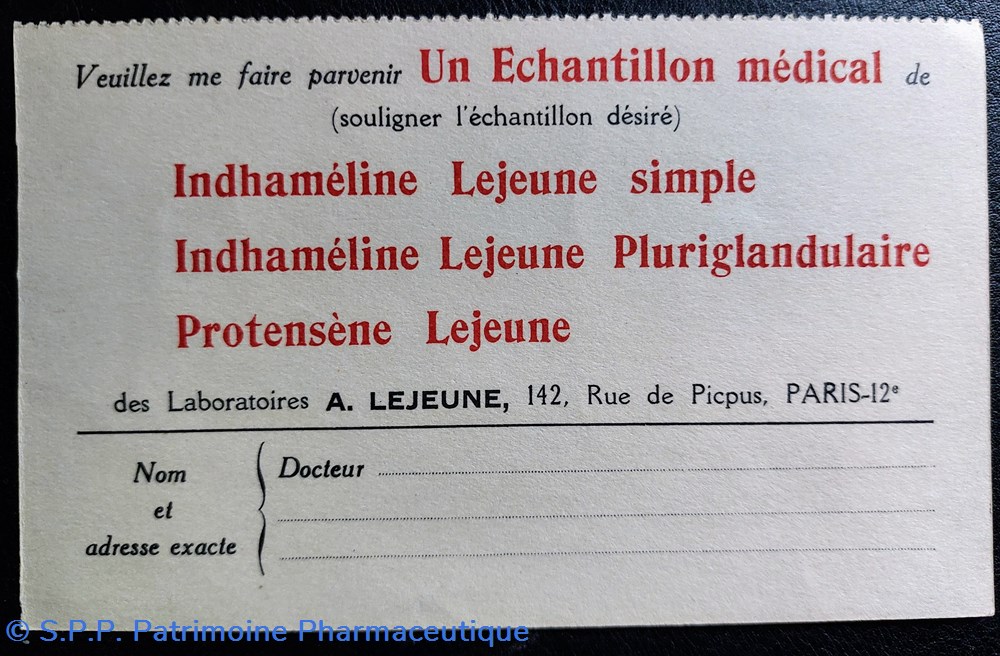 Veuillez me faire parvenir Un Echantillon médical de
(souligner l'échantillon désiré)
Indhaméline Lejeune simple
Indhaméline Lejeune Pluriglandulaire
Protensène Lejeune
des Laboratoires A. LEJEUNE, 142, Rue de Picpus, PARIS-12e
Nom
et
adresse exacte
Docteur
© S.P.P. Patrimoine Pharmaceutique